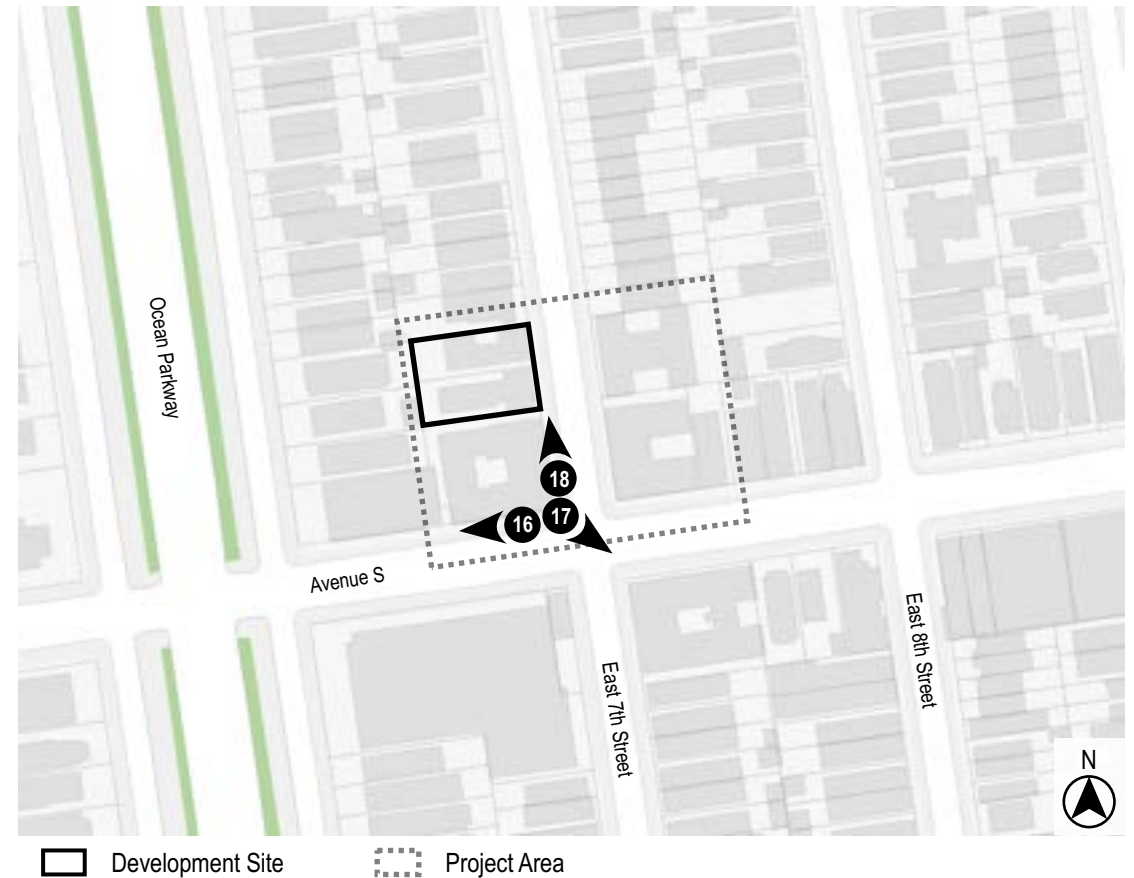 Ocean Parkway
18
16
17
Avenue S
East 7th Street
East 8th Street
N
Development Site
Project Area